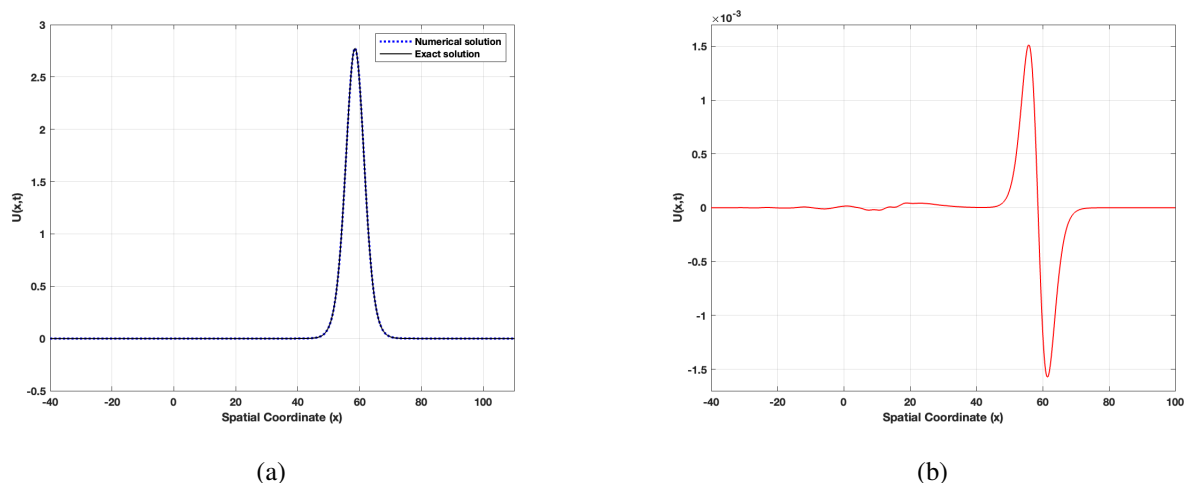 3
2.5
2
1.5
1
0.5
0
-0.5
U(x,t)
-40 -20 0 20 40 60 80 100
Spatial Coordinate (x)
Numerical solution
Exact solution
(a)
×10⁻³
1.5
1
0.5
0
-0.5
-1
-1.5
U(x,t)
-40 -20 0 20 40 60 80 100
Spatial Coordinate (x)
(b)